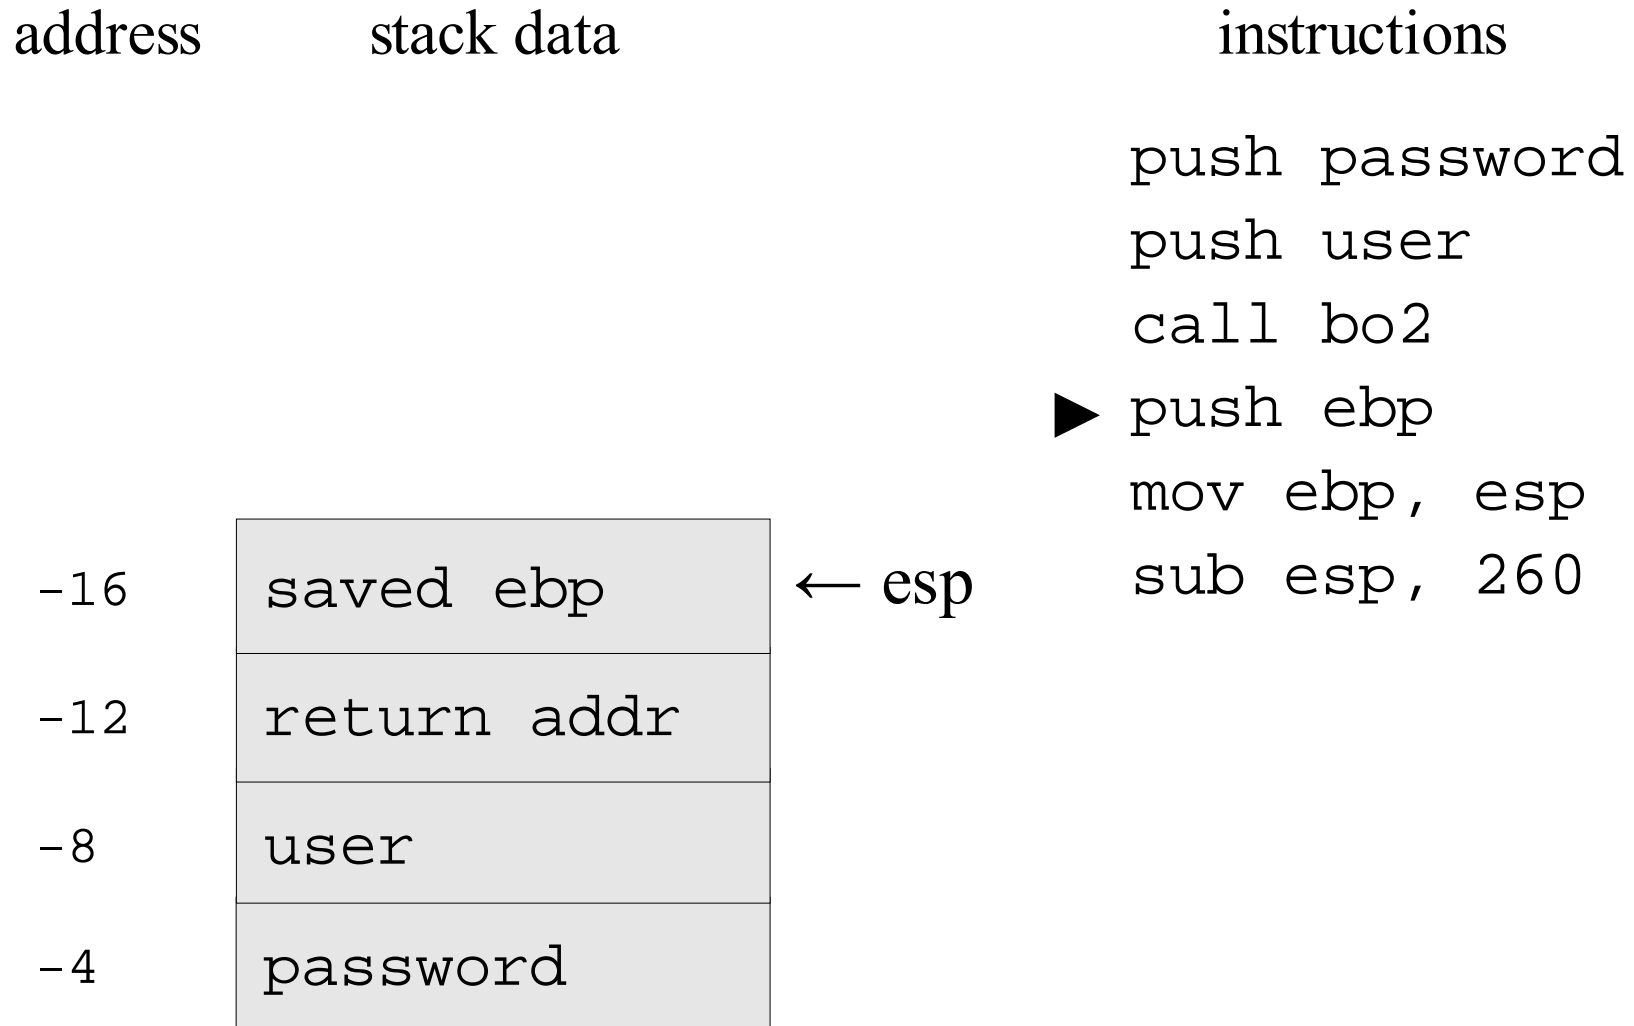 address stack data instructions
push password
push user
call bo2
▶ push ebp
mov ebp, esp
-16 saved ebp ← esp sub esp, 260
-12 return addr
-8 user
-4 password